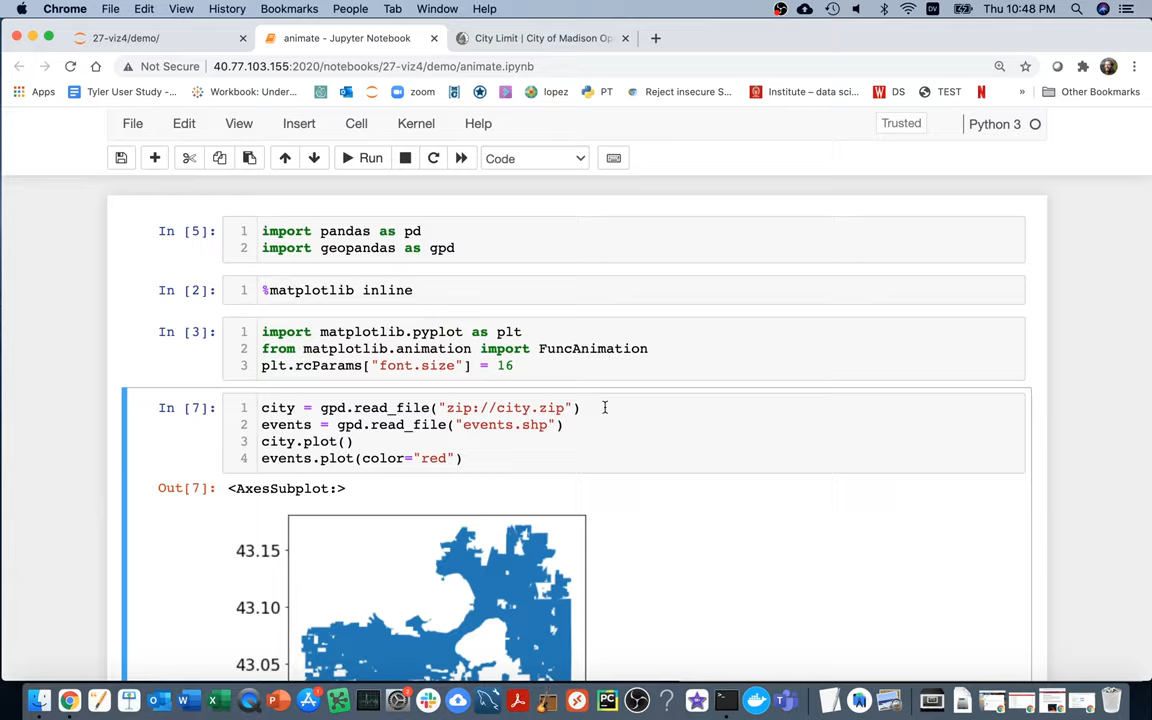 Chrome File Edit View History Bookmarks People Tab Window Help Thu 10:48 PM
27-viz4/demo/ animate - Jupyter Notebook City Limit | City of Madison Op
Not Secure 40.77.103.155:2020/notebooks/27-viz4/demo/animate.ipynb
Apps Tyler User Study -... Workbook: Under... zoom lopez PT Reject insecure S... Institute – data sci... DS TEST » Other Bookmarks
File Edit View Insert Cell Kernel Help Trusted Python 3
Run Code
In [5]: 1 import pandas as pd
2 import geopandas as gpd
In [2]: 1 %matplotlib inline
In [3]: 1 import matplotlib.pyplot as plt
2 from matplotlib.animation import FuncAnimation
3 plt.rcParams["font.size"] = 16
In [7]: 1 city = gpd.read_file("zip://city.zip")
2 events = gpd.read_file("events.shp")
3 city.plot()
4 events.plot(color="red")
Out[7]: <AxesSubplot:>
43.15
43.10
43.05